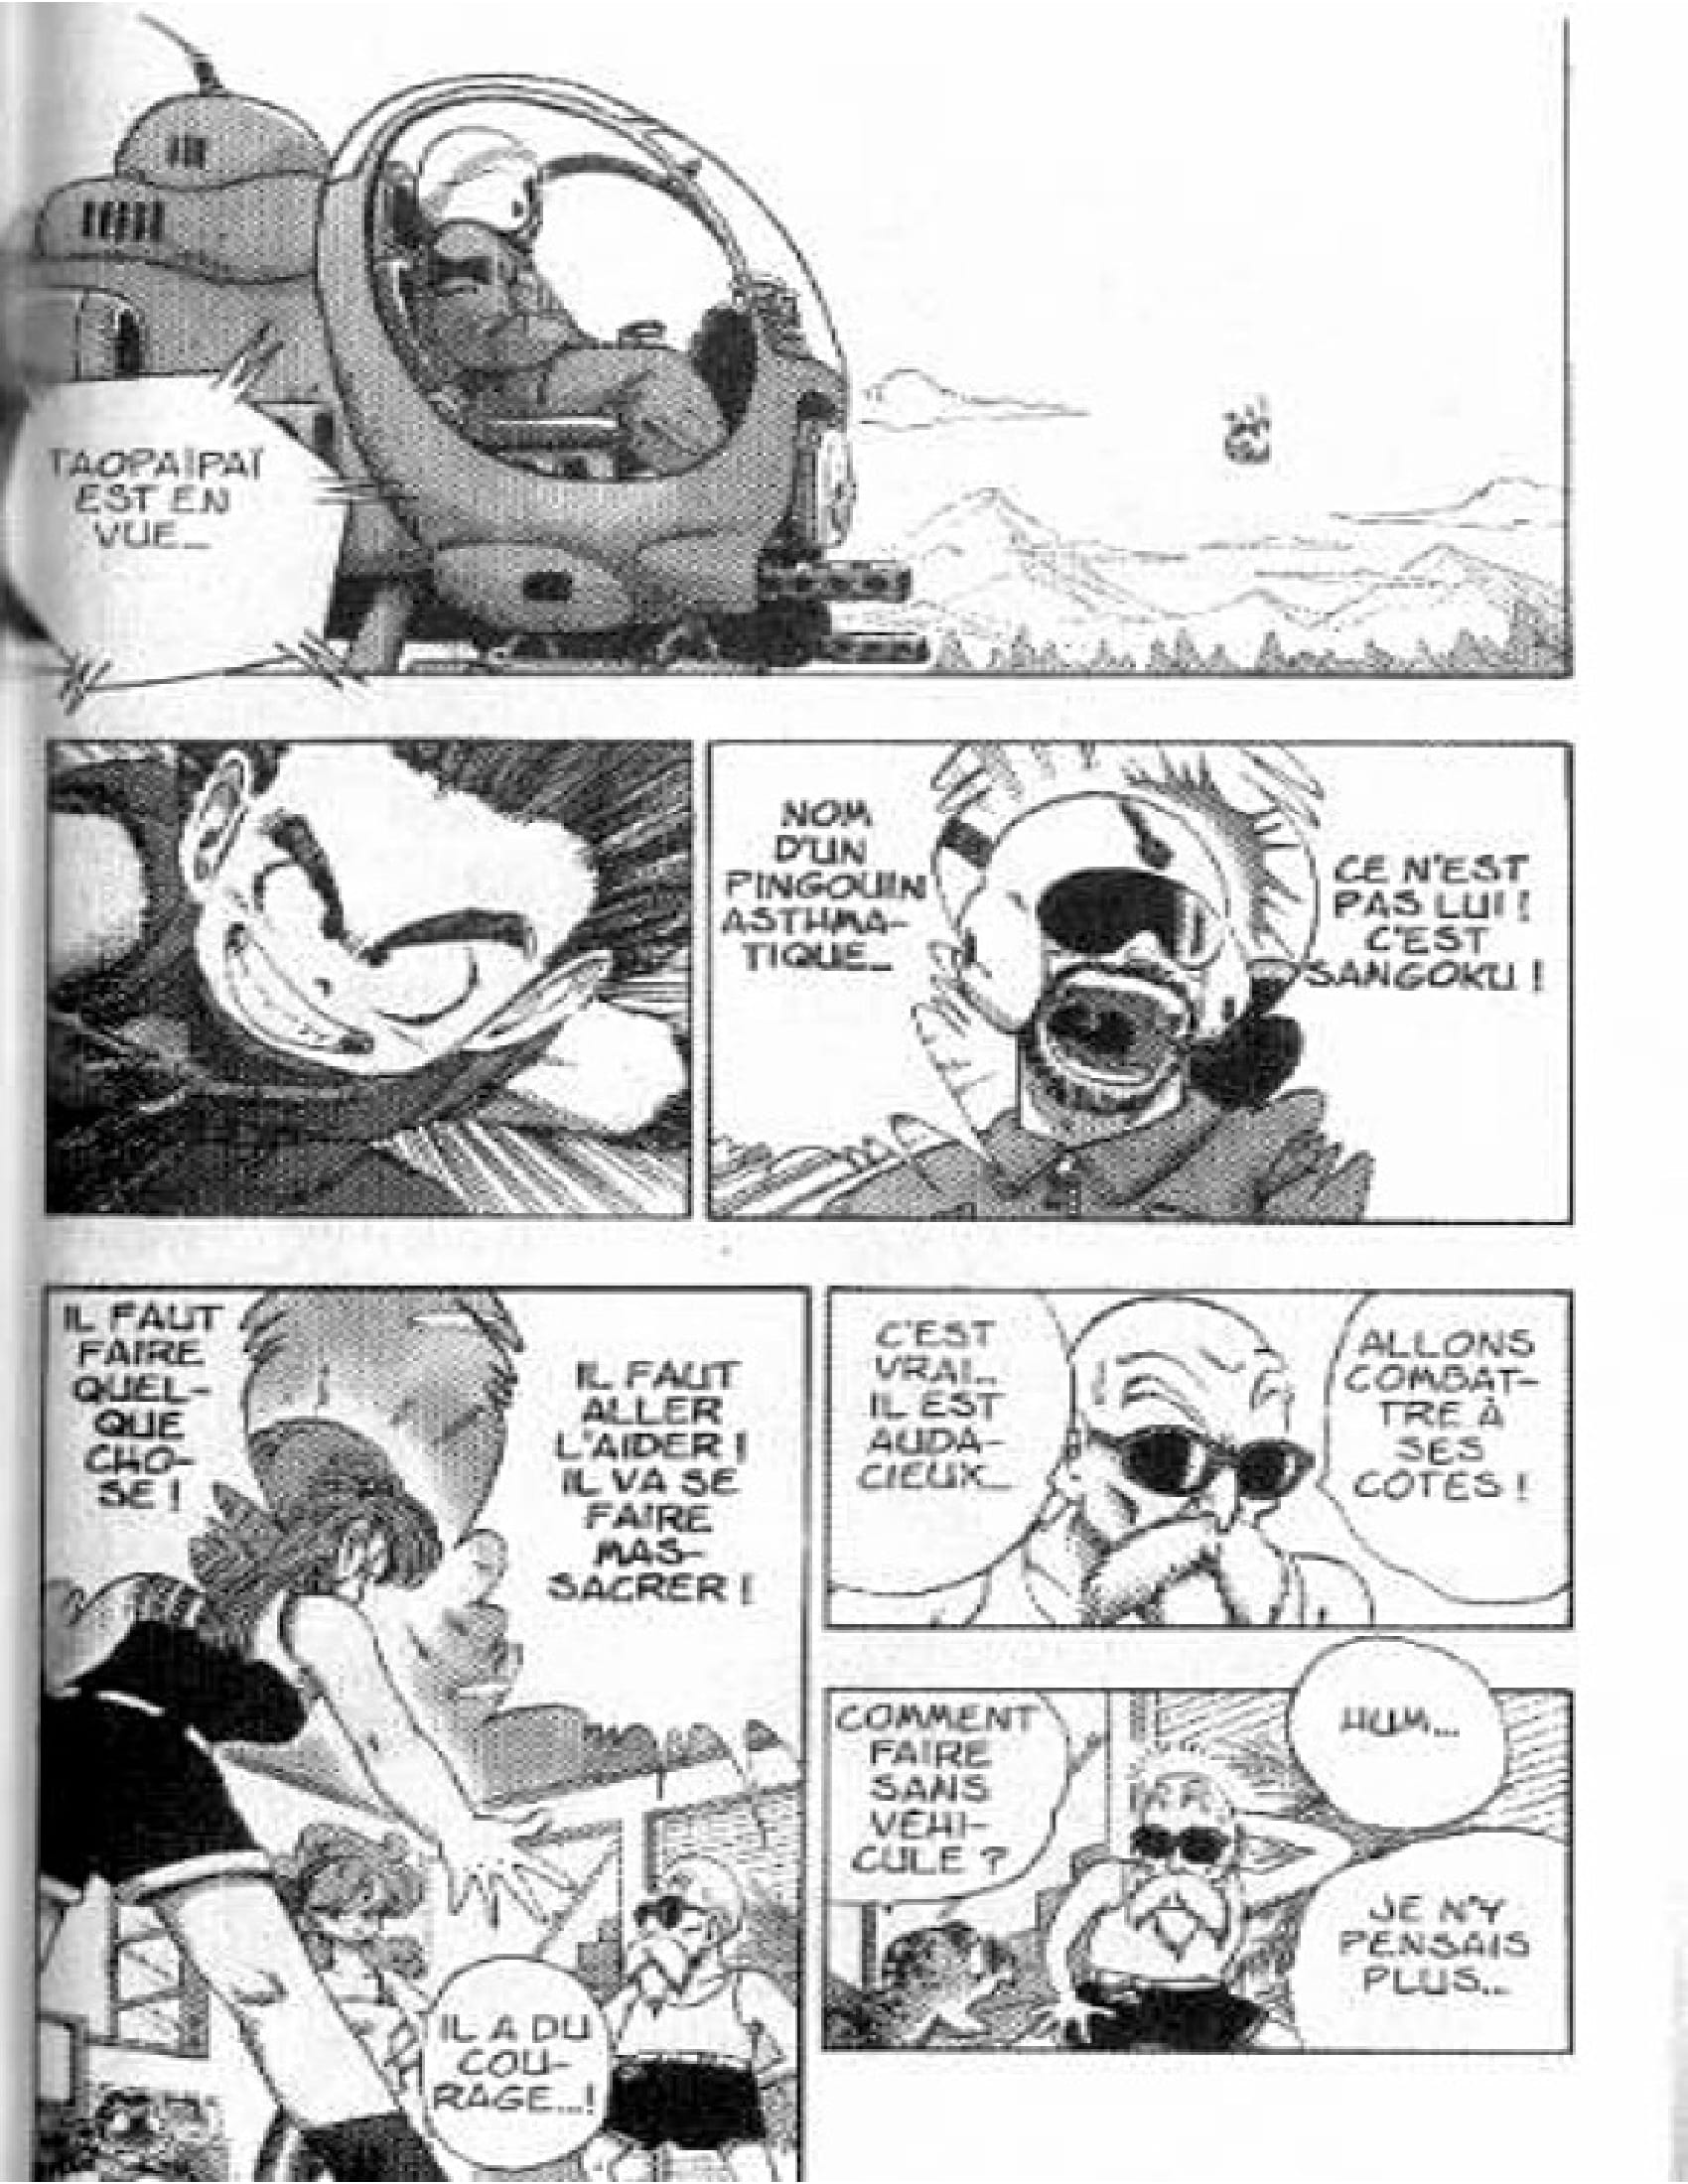 TAOPAÏPAÏ
EST EN
VUE...
NOM
D'UN
PINGOUIN
ASTHMA-
TIQUE...
CE N'EST
PAS LUI !
C'EST
SANGOKU !
IL FAUT
FAIRE
QUEL-
QUE
CHO-
SE !
IL FAUT
ALLER
L'AIDER !
IL VA SE
FAIRE
MAS-
SACRER !
IL A DU
COU-
RAGE...!
C'EST
VRAI...
IL EST
AUDA-
CIEUX...
ALLONS
COMBAT-
TRE À
SES
CÔTES !
COMMENT
FAIRE
SANS
VÉHI-
CULE ?
HUM...
JE N'Y
PENSAIS
PLUS...